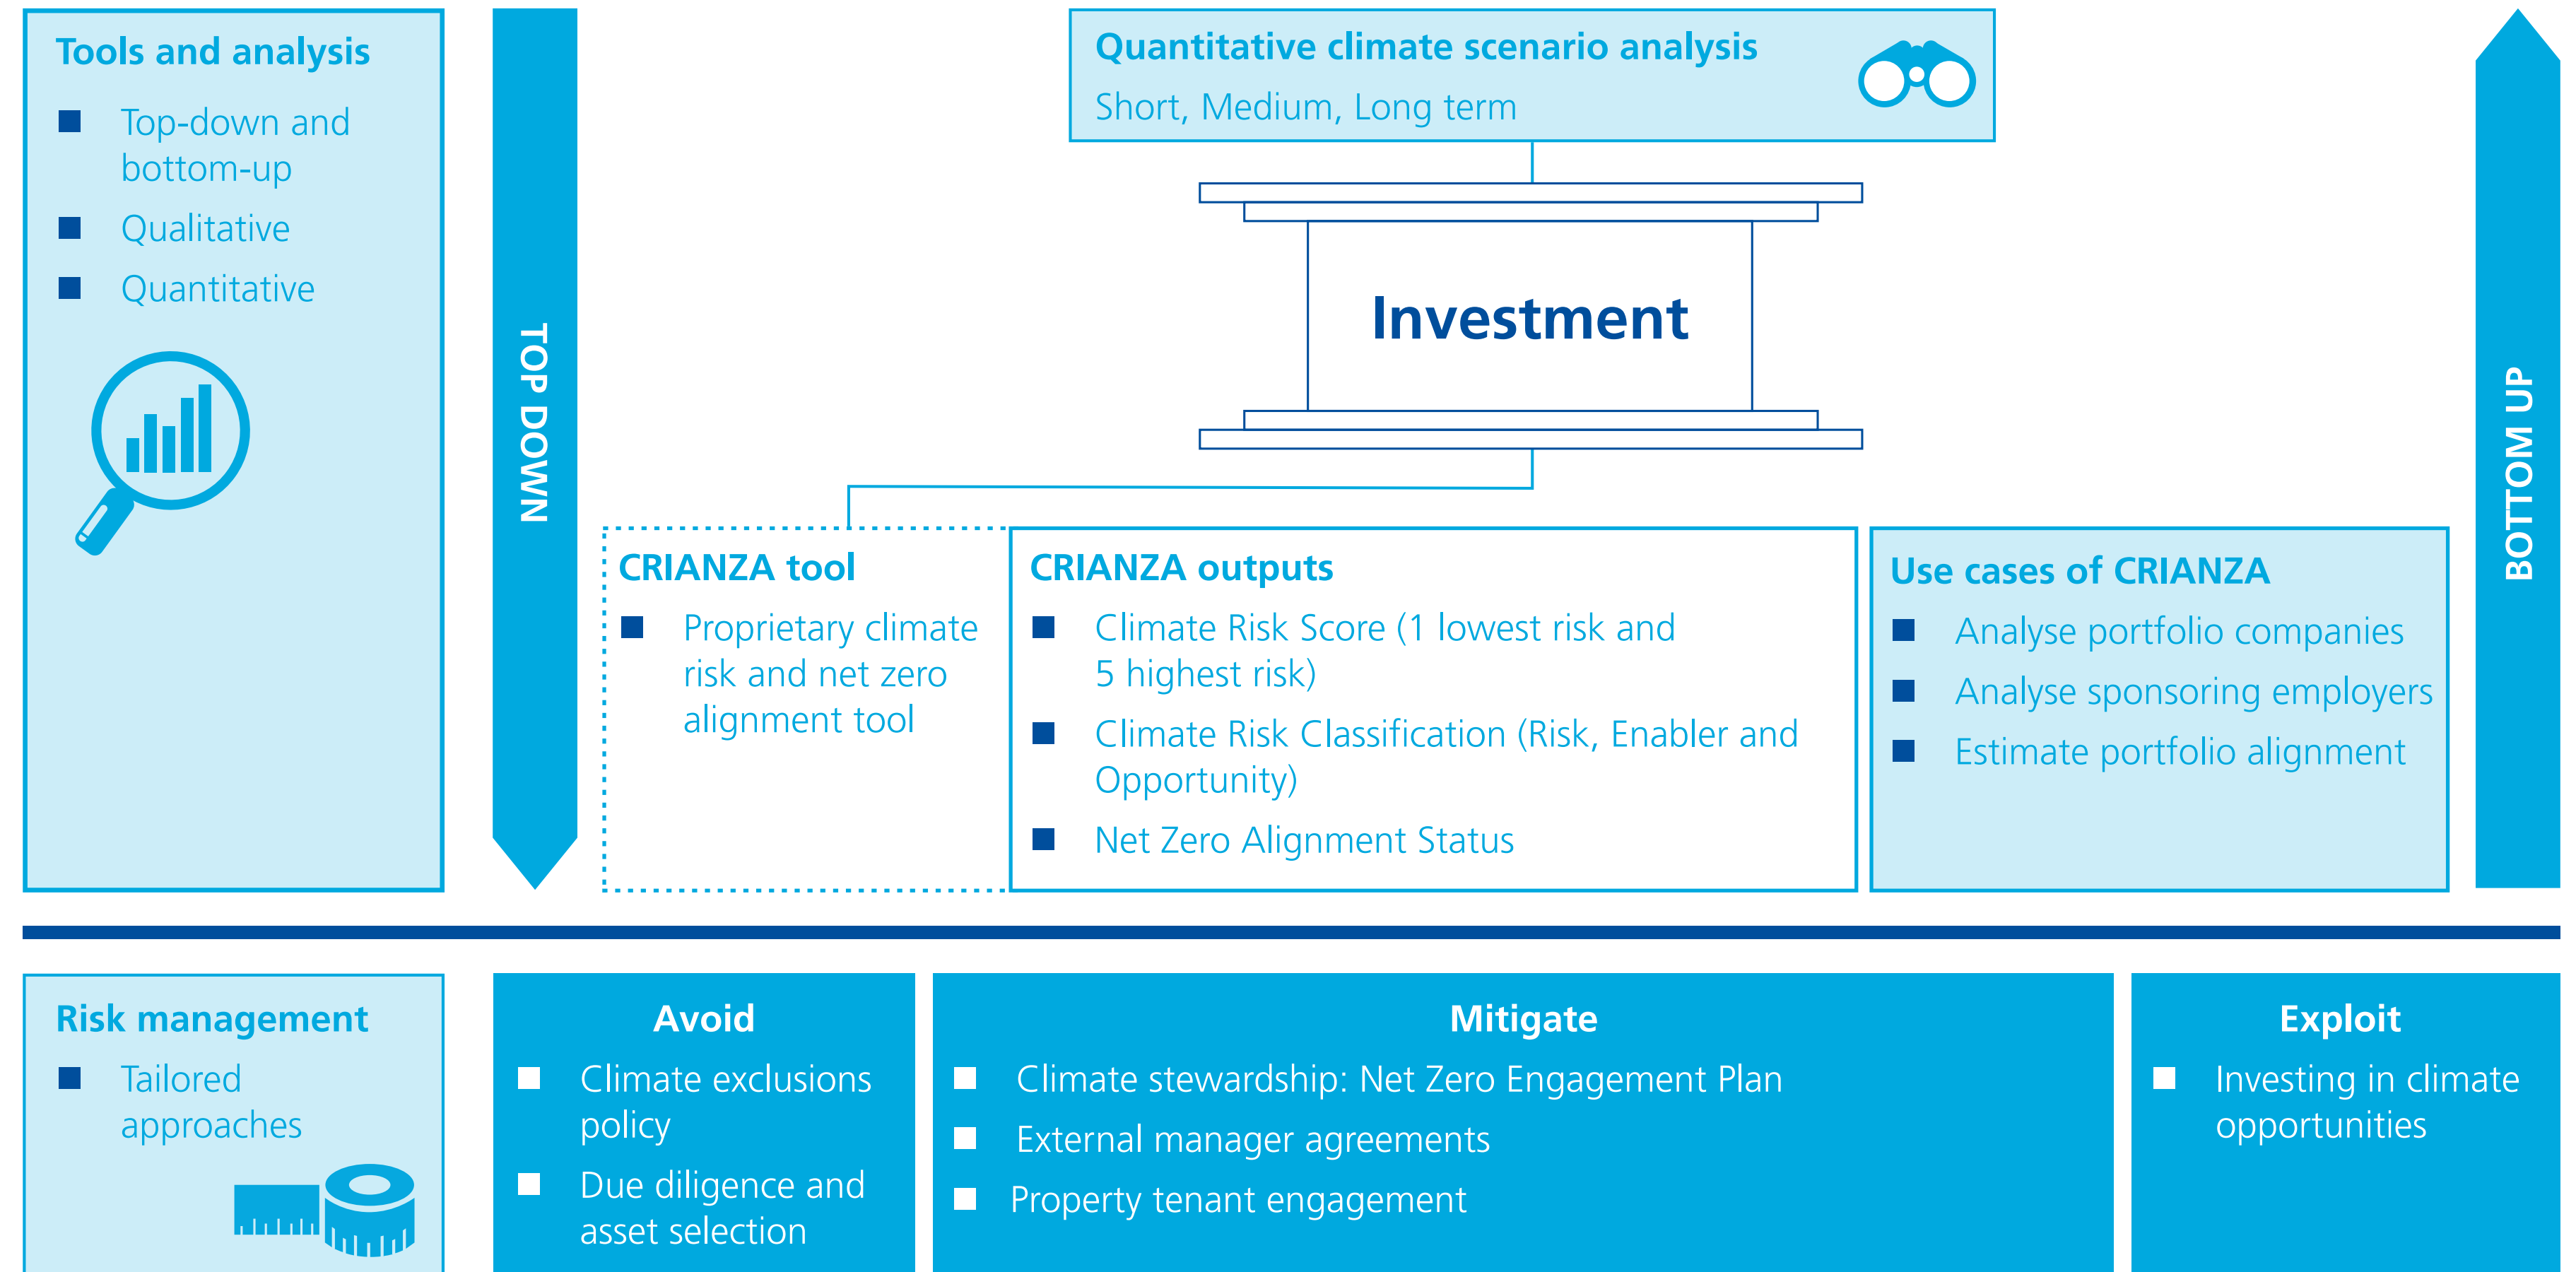 Tools and analysis
Top-down and
bottom-up
Qualitative
Quantitative
TOP DOWN
Quantitative climate scenario analysis
Short, Medium, Long term
Investment
CRIANZA tool
Proprietary climate
risk and net zero
alignment tool
CRIANZA outputs
Climate Risk Score (1 lowest risk and
5 highest risk)
Climate Risk Classification (Risk, Enabler and
Opportunity)
Net Zero Alignment Status
Use cases of CRIANZA
Analyse portfolio companies
Analyse sponsoring employers
Estimate portfolio alignment
BOTTOM UP
Risk management
Tailored
approaches
Avoid
Climate exclusions
policy
Due diligence and
asset selection
Mitigate
Climate stewardship: Net Zero Engagement Plan
External manager agreements
Property tenant engagement
Exploit
Investing in climate
opportunities